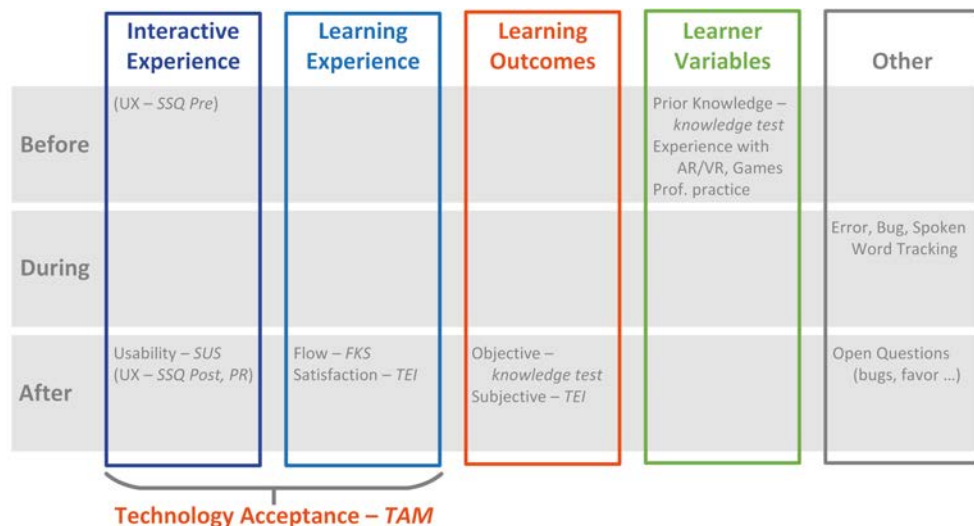 Interactive
Experience
Learning
Experience
Learning
Outcomes
Learner
Variables
Other
Before
(UX – SSQ Pre)
Prior Knowledge –
knowledge test
Experience with
AR/VR, Games
Prof. practice
During
Error, Bug, Spoken
Word Tracking
After
Usability – SUS
(UX – SSQ Post, PR)
Flow – FKS
Satisfaction – TEI
Objective –
knowledge test
Subjective – TEI
Open Questions
(bugs, favor ...)
Technology Acceptance – TAM